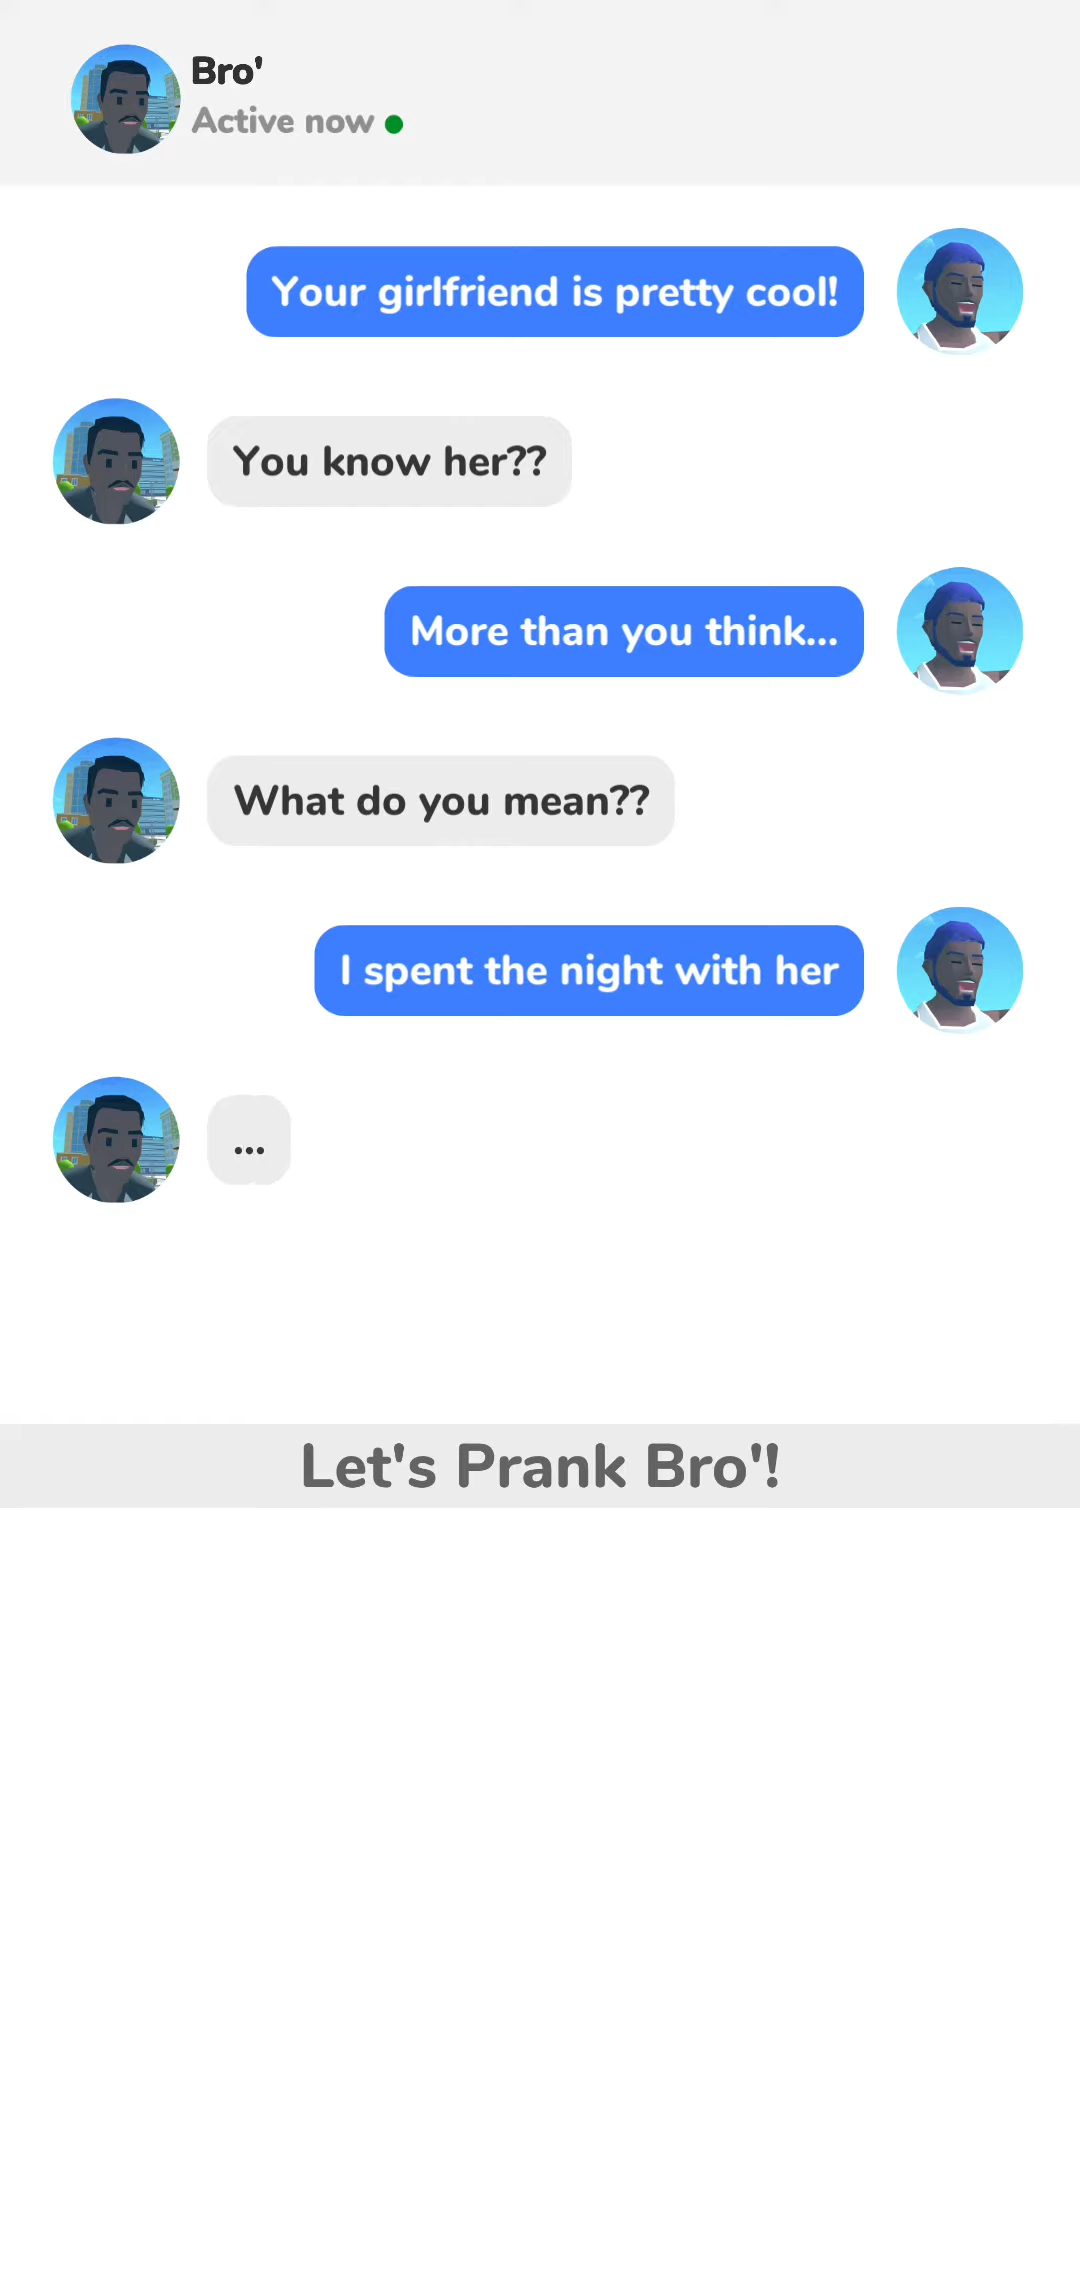 Bro'
Active now
Your girlfriend is pretty cool!
You know her??
More than you think...
What do you mean??
I spent the night with her
...
Let's Prank Bro'!